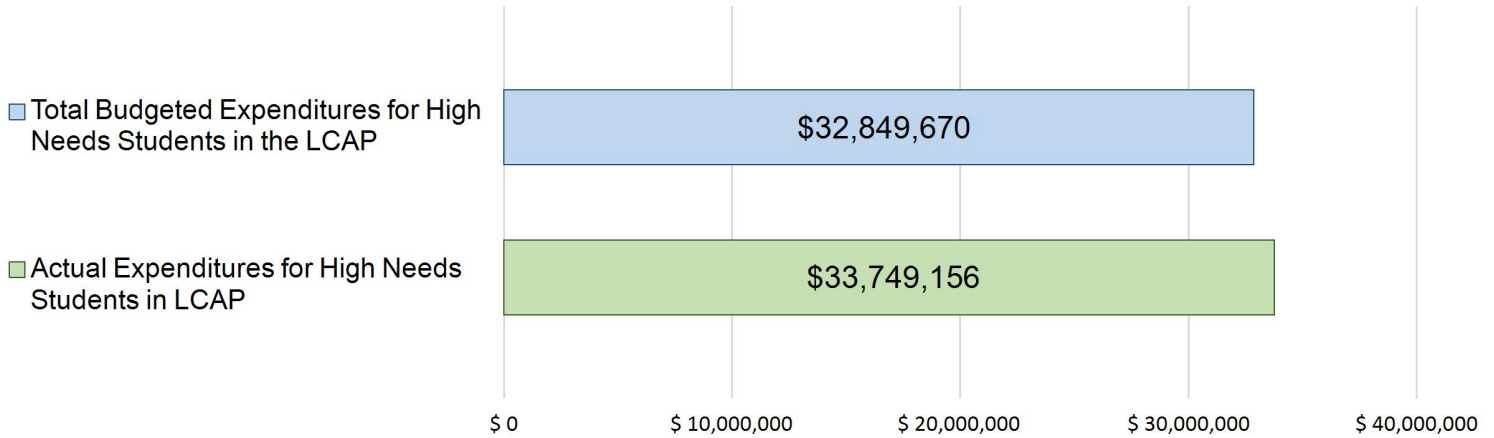 Total Budgeted Expenditures for High
Needs Students in the LCAP
$32,849,670
Actual Expenditures for High Needs
Students in LCAP
$33,749,156
$ 0
$ 10,000,000
$ 20,000,000
$ 30,000,000
$ 40,000,000